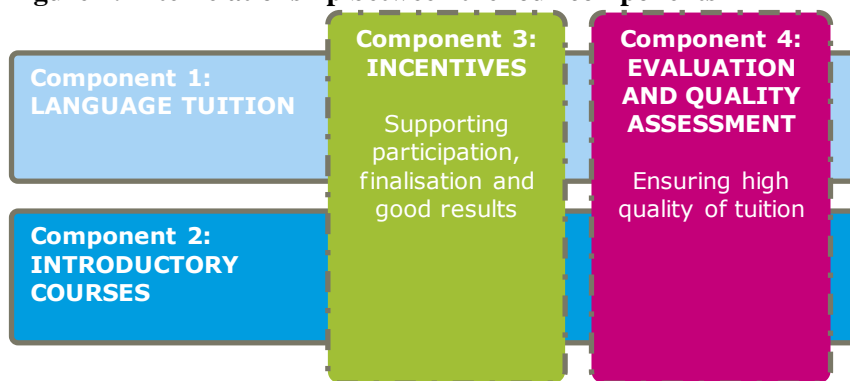 Component 1:
LANGUAGE TUITION
Component 2:
INTRODUCTORY
COURSES
Component 3:
INCENTIVES
Supporting
participation,
finalisation and
good results
Component 4:
EVALUATION
AND QUALITY
ASSESSMENT
Ensuring high
quality of tuition